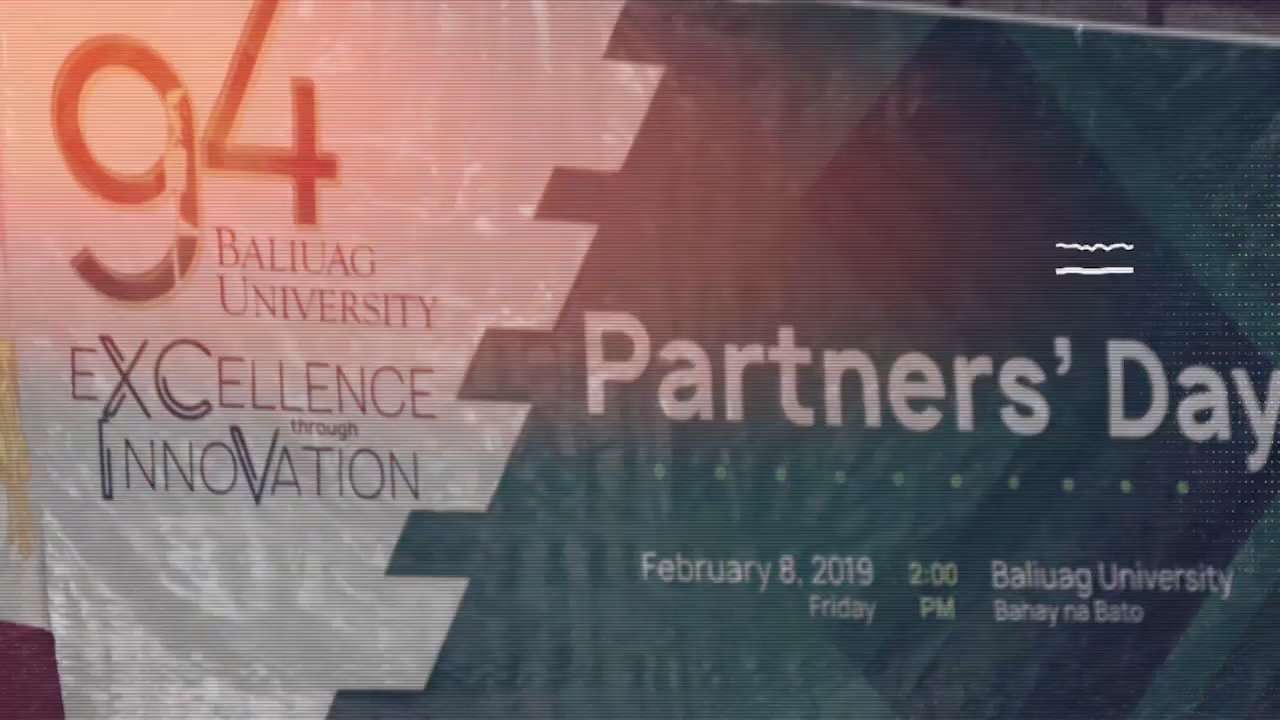 94
BALIUAG
UNIVERSITY
EXCELLENCE
through
INNOVATION
Partners' Day
February 8, 2019
Friday
2:00
PM
Baliuag University
Bahay na Bato